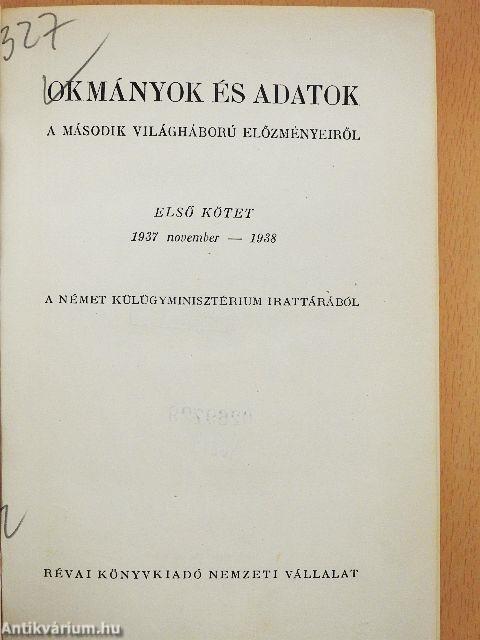 327
OKMÁNYOK ÉS ADATOK
A MÁSODIK VILÁGHÁBORÚ ELŐZMÉNYEIRŐL
ELSŐ KÖTET
1937 november — 1938
A NÉMET KÜLÜGYMINISZTÉRIUM IRATTÁRÁBÓL
RÉVAI KÖNYVKIADÓ NEMZETI VÁLLALAT
Antikvárium.hu